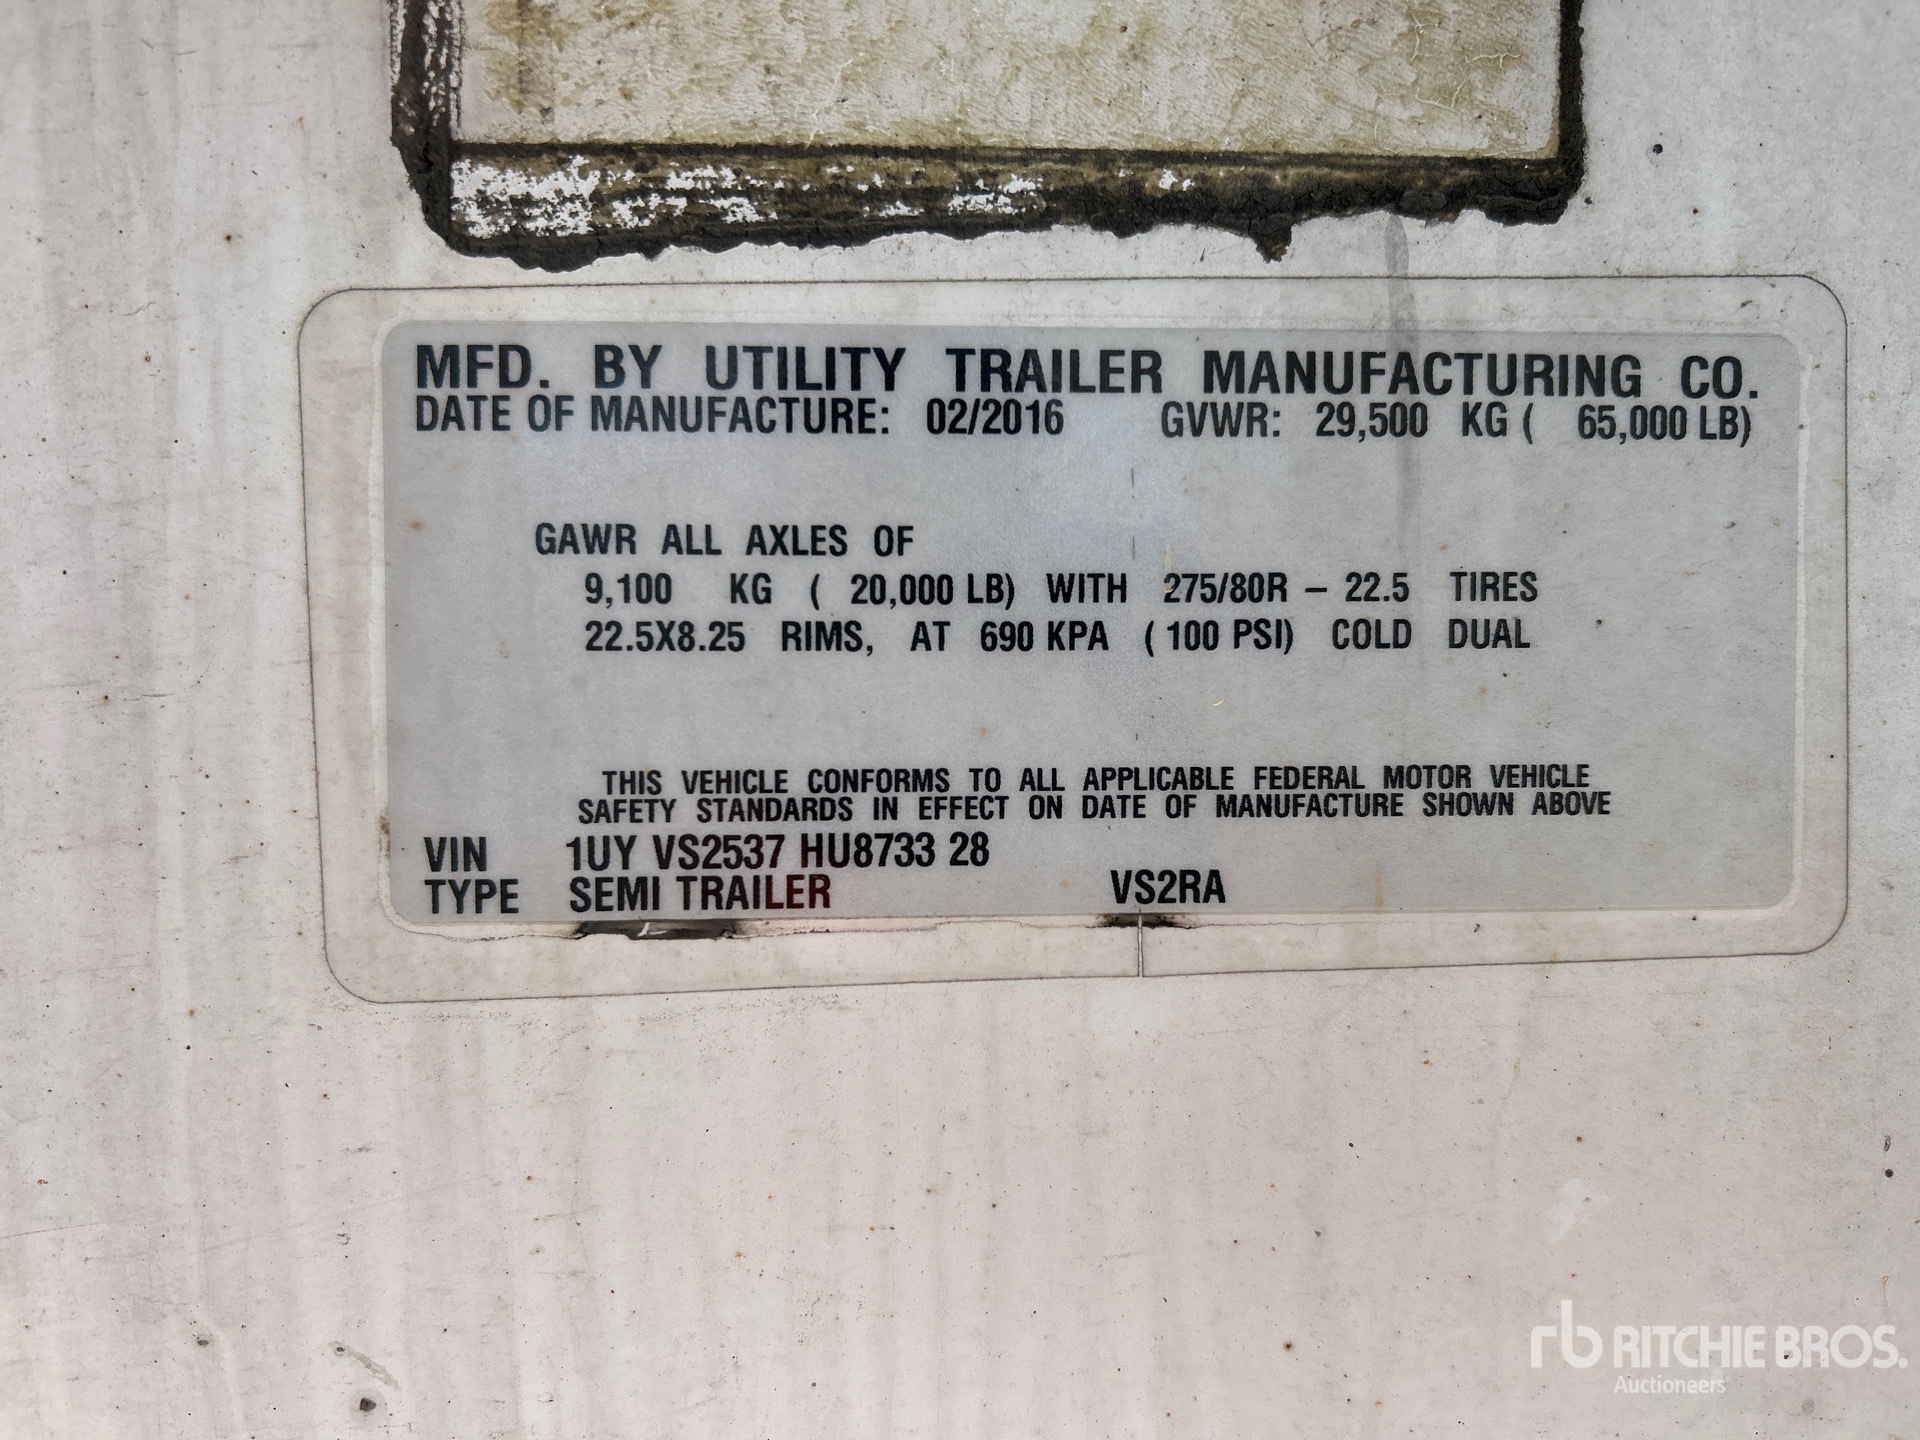 MFD. BY UTILITY TRAILER MANUFACTURING CO.
DATE OF MANUFACTURE: 02/2016 GVWR: 29,500 KG ( 65,000 LB)
GAWR ALL AXLES OF
9,100 KG ( 20,000 LB) WITH 275/80R – 22.5 TIRES
22.5X8.25 RIMS, AT 690 KPA ( 100 PSI) COLD DUAL
THIS VEHICLE CONFORMS TO ALL APPLICABLE FEDERAL MOTOR VEHICLE
SAFETY STANDARDS IN EFFECT ON DATE OF MANUFACTURE SHOWN ABOVE
VIN 1UY VS2537 HU8733 28
TYPE SEMI TRAILER VS2RA
rb RITCHIE BROS.
Auctioneers